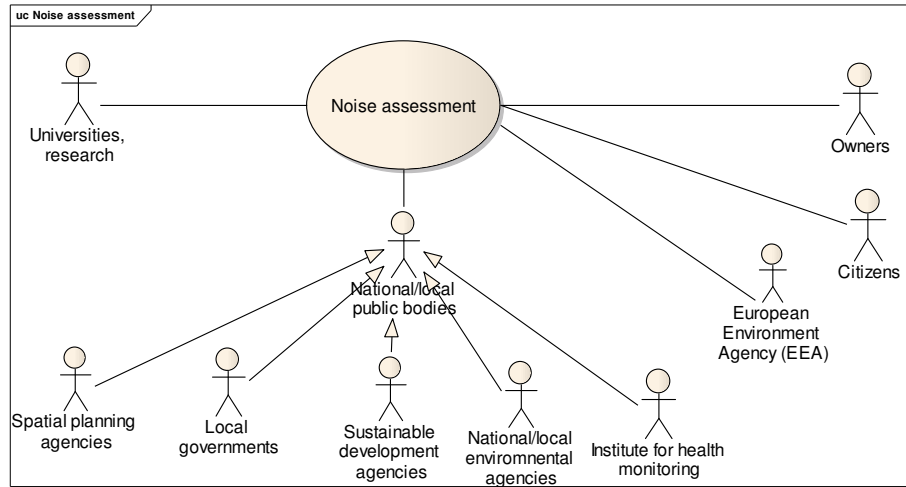 uc Noise assessment
Noise assessment
Universities,
research
Owners
Citizens
National/local
public bodies
European
Environment
Agency (EEA)
Spatial planning
agencies
Local
governments
Sustainable
development
agencies
National/local
enviromnental
agencies
Institute for health
monitoring